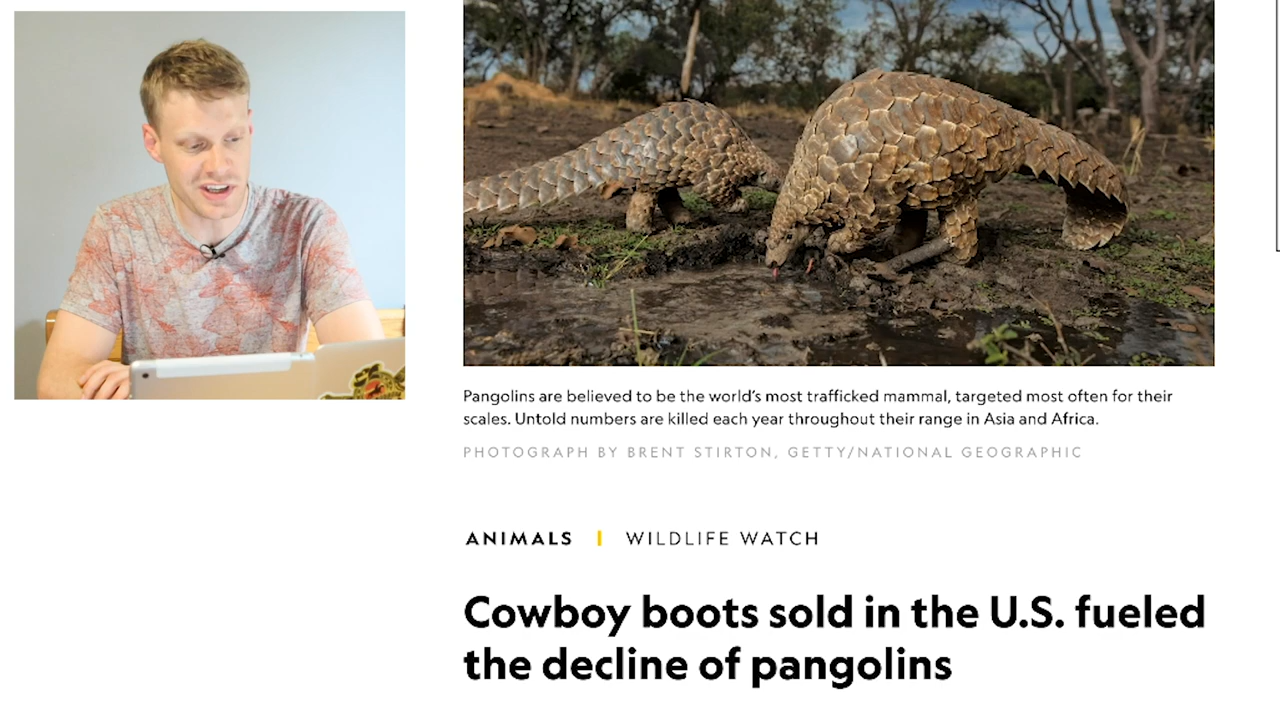 Pangolins are believed to be the world's most trafficked mammal, targeted most often for their
scales. Untold numbers are killed each year throughout their range in Asia and Africa.
PHOTOGRAPH BY BRENT STIRTON, GETTY/NATIONAL GEOGRAPHIC
ANIMALS | WILDLIFE WATCH
Cowboy boots sold in the U.S. fueled
the decline of pangolins